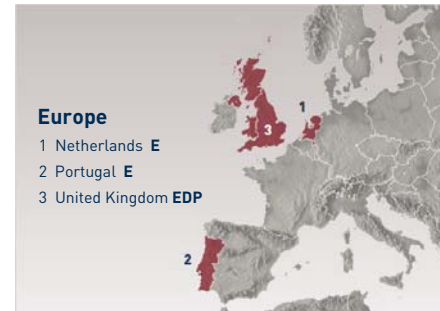 Europe
1 Netherlands E
2 Portugal E
3 United Kingdom EDP
1
3
2